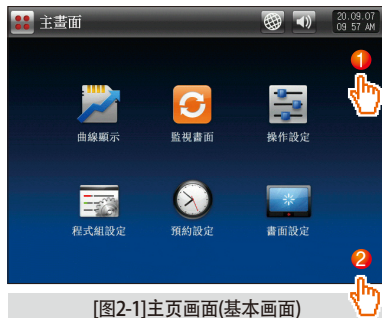 主畫面
20.09.07
09 57 AM
1
曲線顯示 監視畫面 操作設定
程式組設定 預約設定 畫面設定
2
[图2-1]主页画面(基本画面)